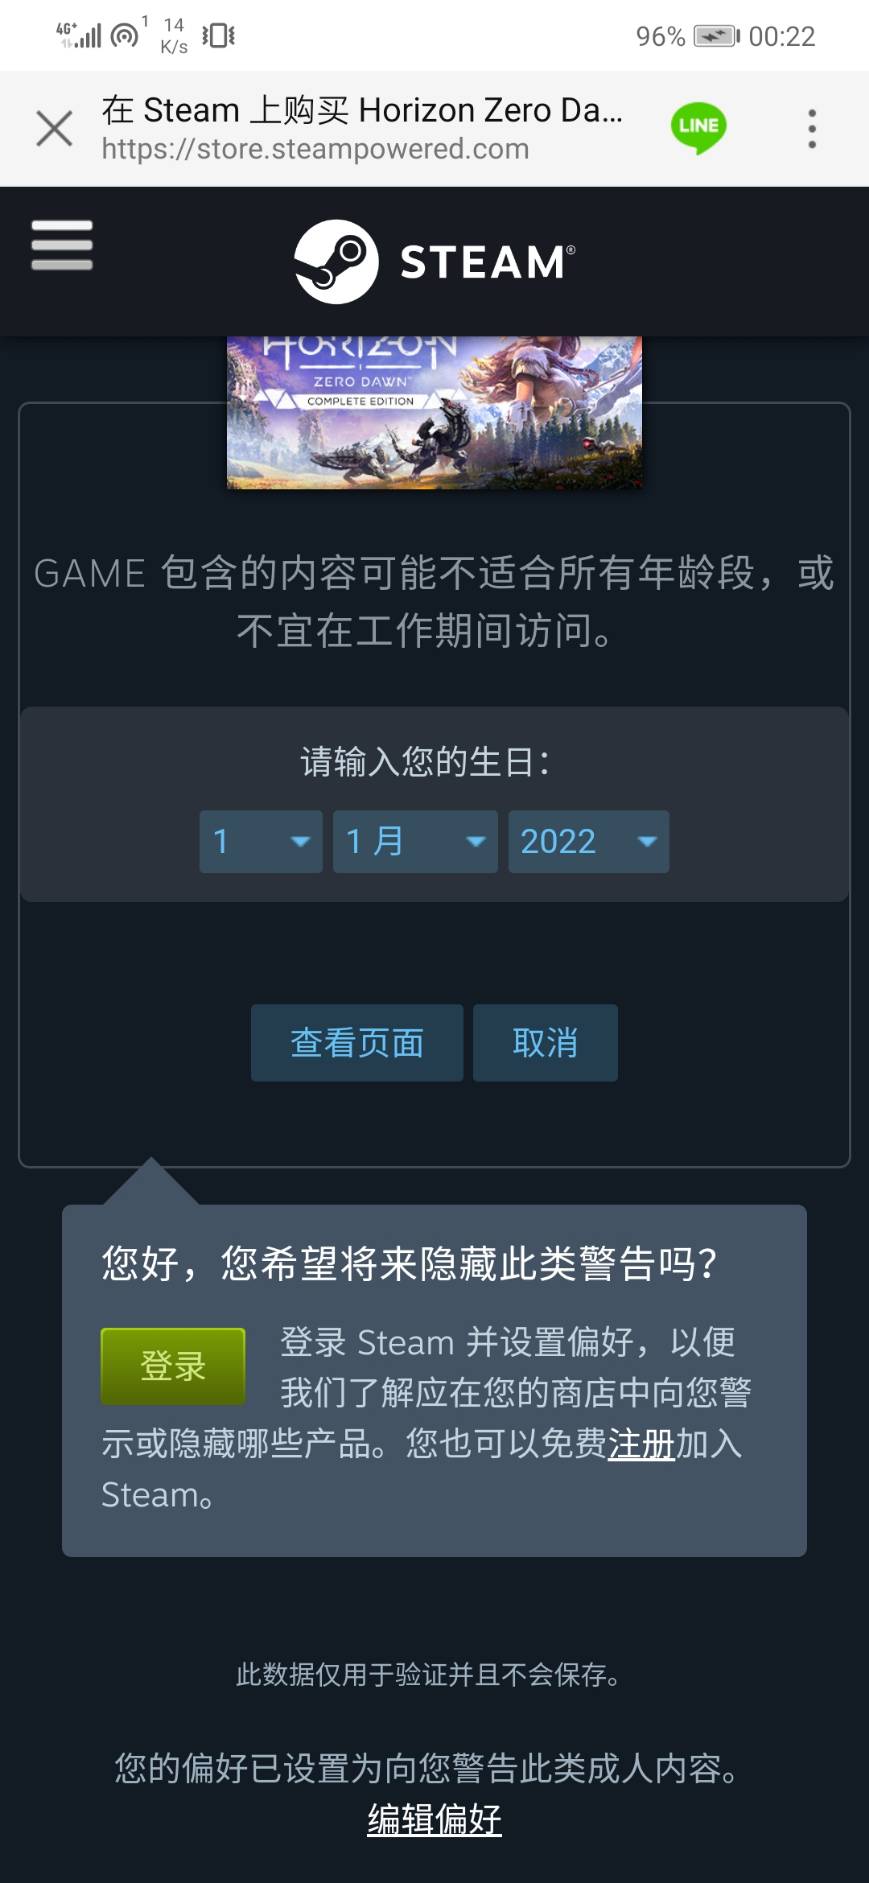 4G+
1
14
K/s
96%
00:22
在 Steam 上购买 Horizon Zero Da...
https://store.steampowered.com
LINE
STEAM®
HORIZON
ZERO DAWN™
COMPLETE EDITION
GAME 包含的内容可能不适合所有年龄段，或
不宜在工作期间访问。
请输入您的生日：
1
1 月
2022
查看页面
取消
您好，您希望将来隐藏此类警告吗？
登录
登录 Steam 并设置偏好，以便
我们了解应在您的商店中向您警
示或隐藏哪些产品。您也可以免费注册加入
Steam。
此数据仅用于验证并且不会保存。
您的偏好已设置为向您警告此类成人内容。
编辑偏好